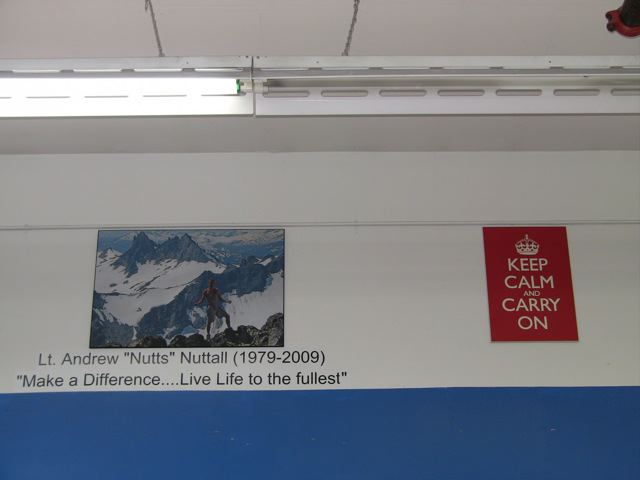 Lt. Andrew "Nutts" Nuttall (1979-2009)
"Make a Difference....Live Life to the fullest"
KEEP
CALM
AND
CARRY
ON